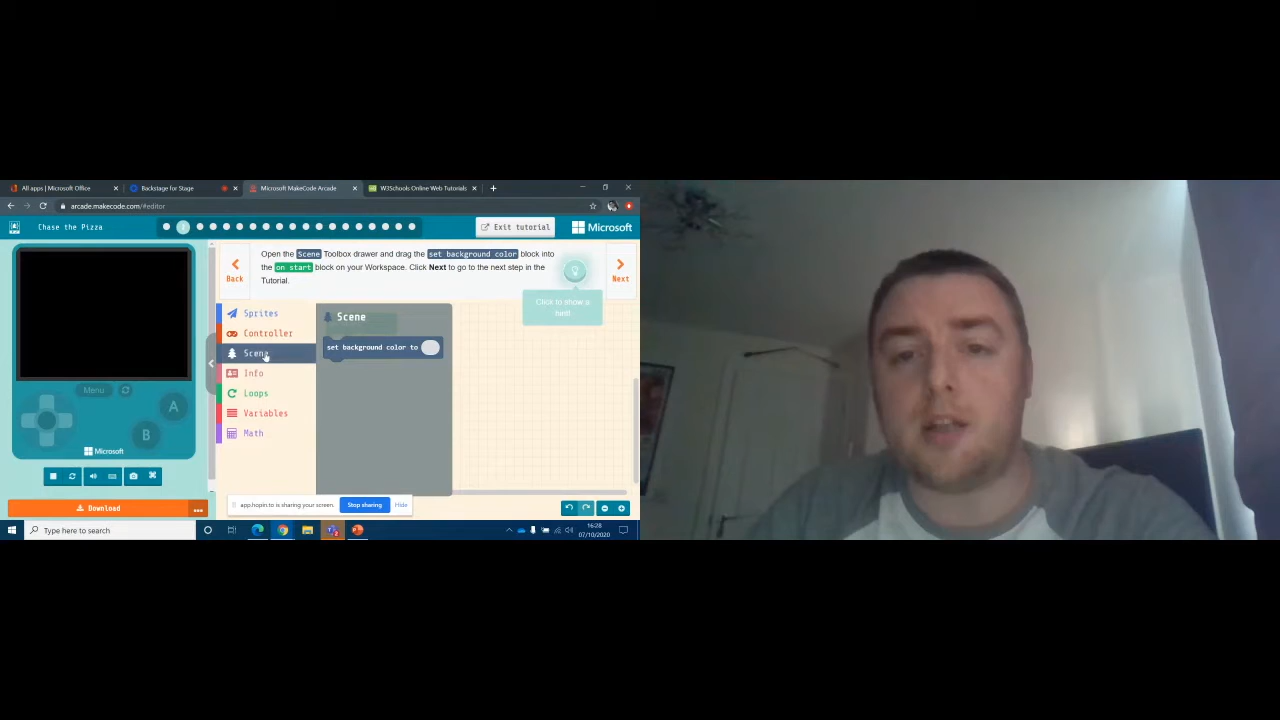 All apps | Microsoft Office
Backstage for Stage
Microsoft MakeCode Arcade
W3Schools Online Web Tutorials
arcade.makecode.com/#editor
Chase the Pizza
2
Exit tutorial
Microsoft
Back
Open the Scene Toolbox drawer and drag the set background color block into
the on start block on your Workspace. Click Next to go to the next step in the
Tutorial.
Next
Click to show a
hint!
Sprites
Controller
Scene
Info
Loops
Variables
Math
Scene
set background color to
Menu
A
B
Microsoft
Download
app.hopin.to is sharing your screen.
Stop sharing
Hide
Type here to search
16:28
07/10/2020